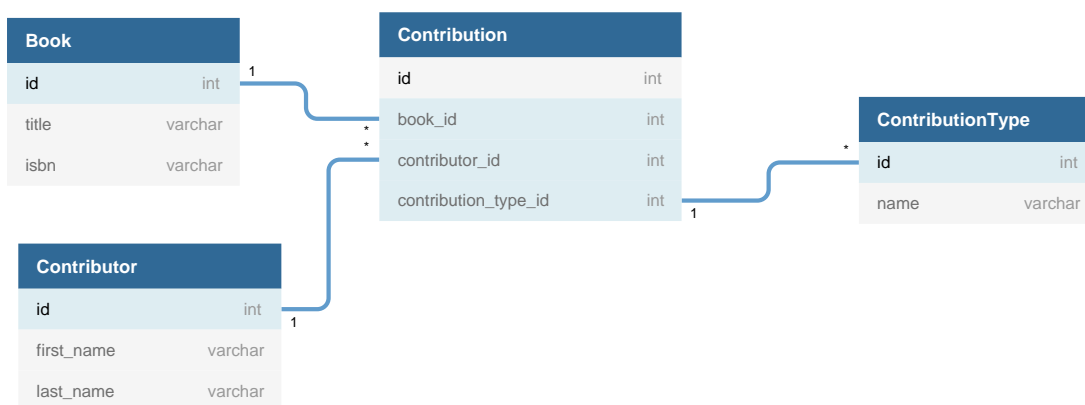 Book
id int
title varchar
isbn varchar
1
*
Contribution
id int
book_id int
contributor_id int
contribution_type_id int
*
1
ContributionType
id int
name varchar
*
1
Contributor
id int
first_name varchar
last_name varchar